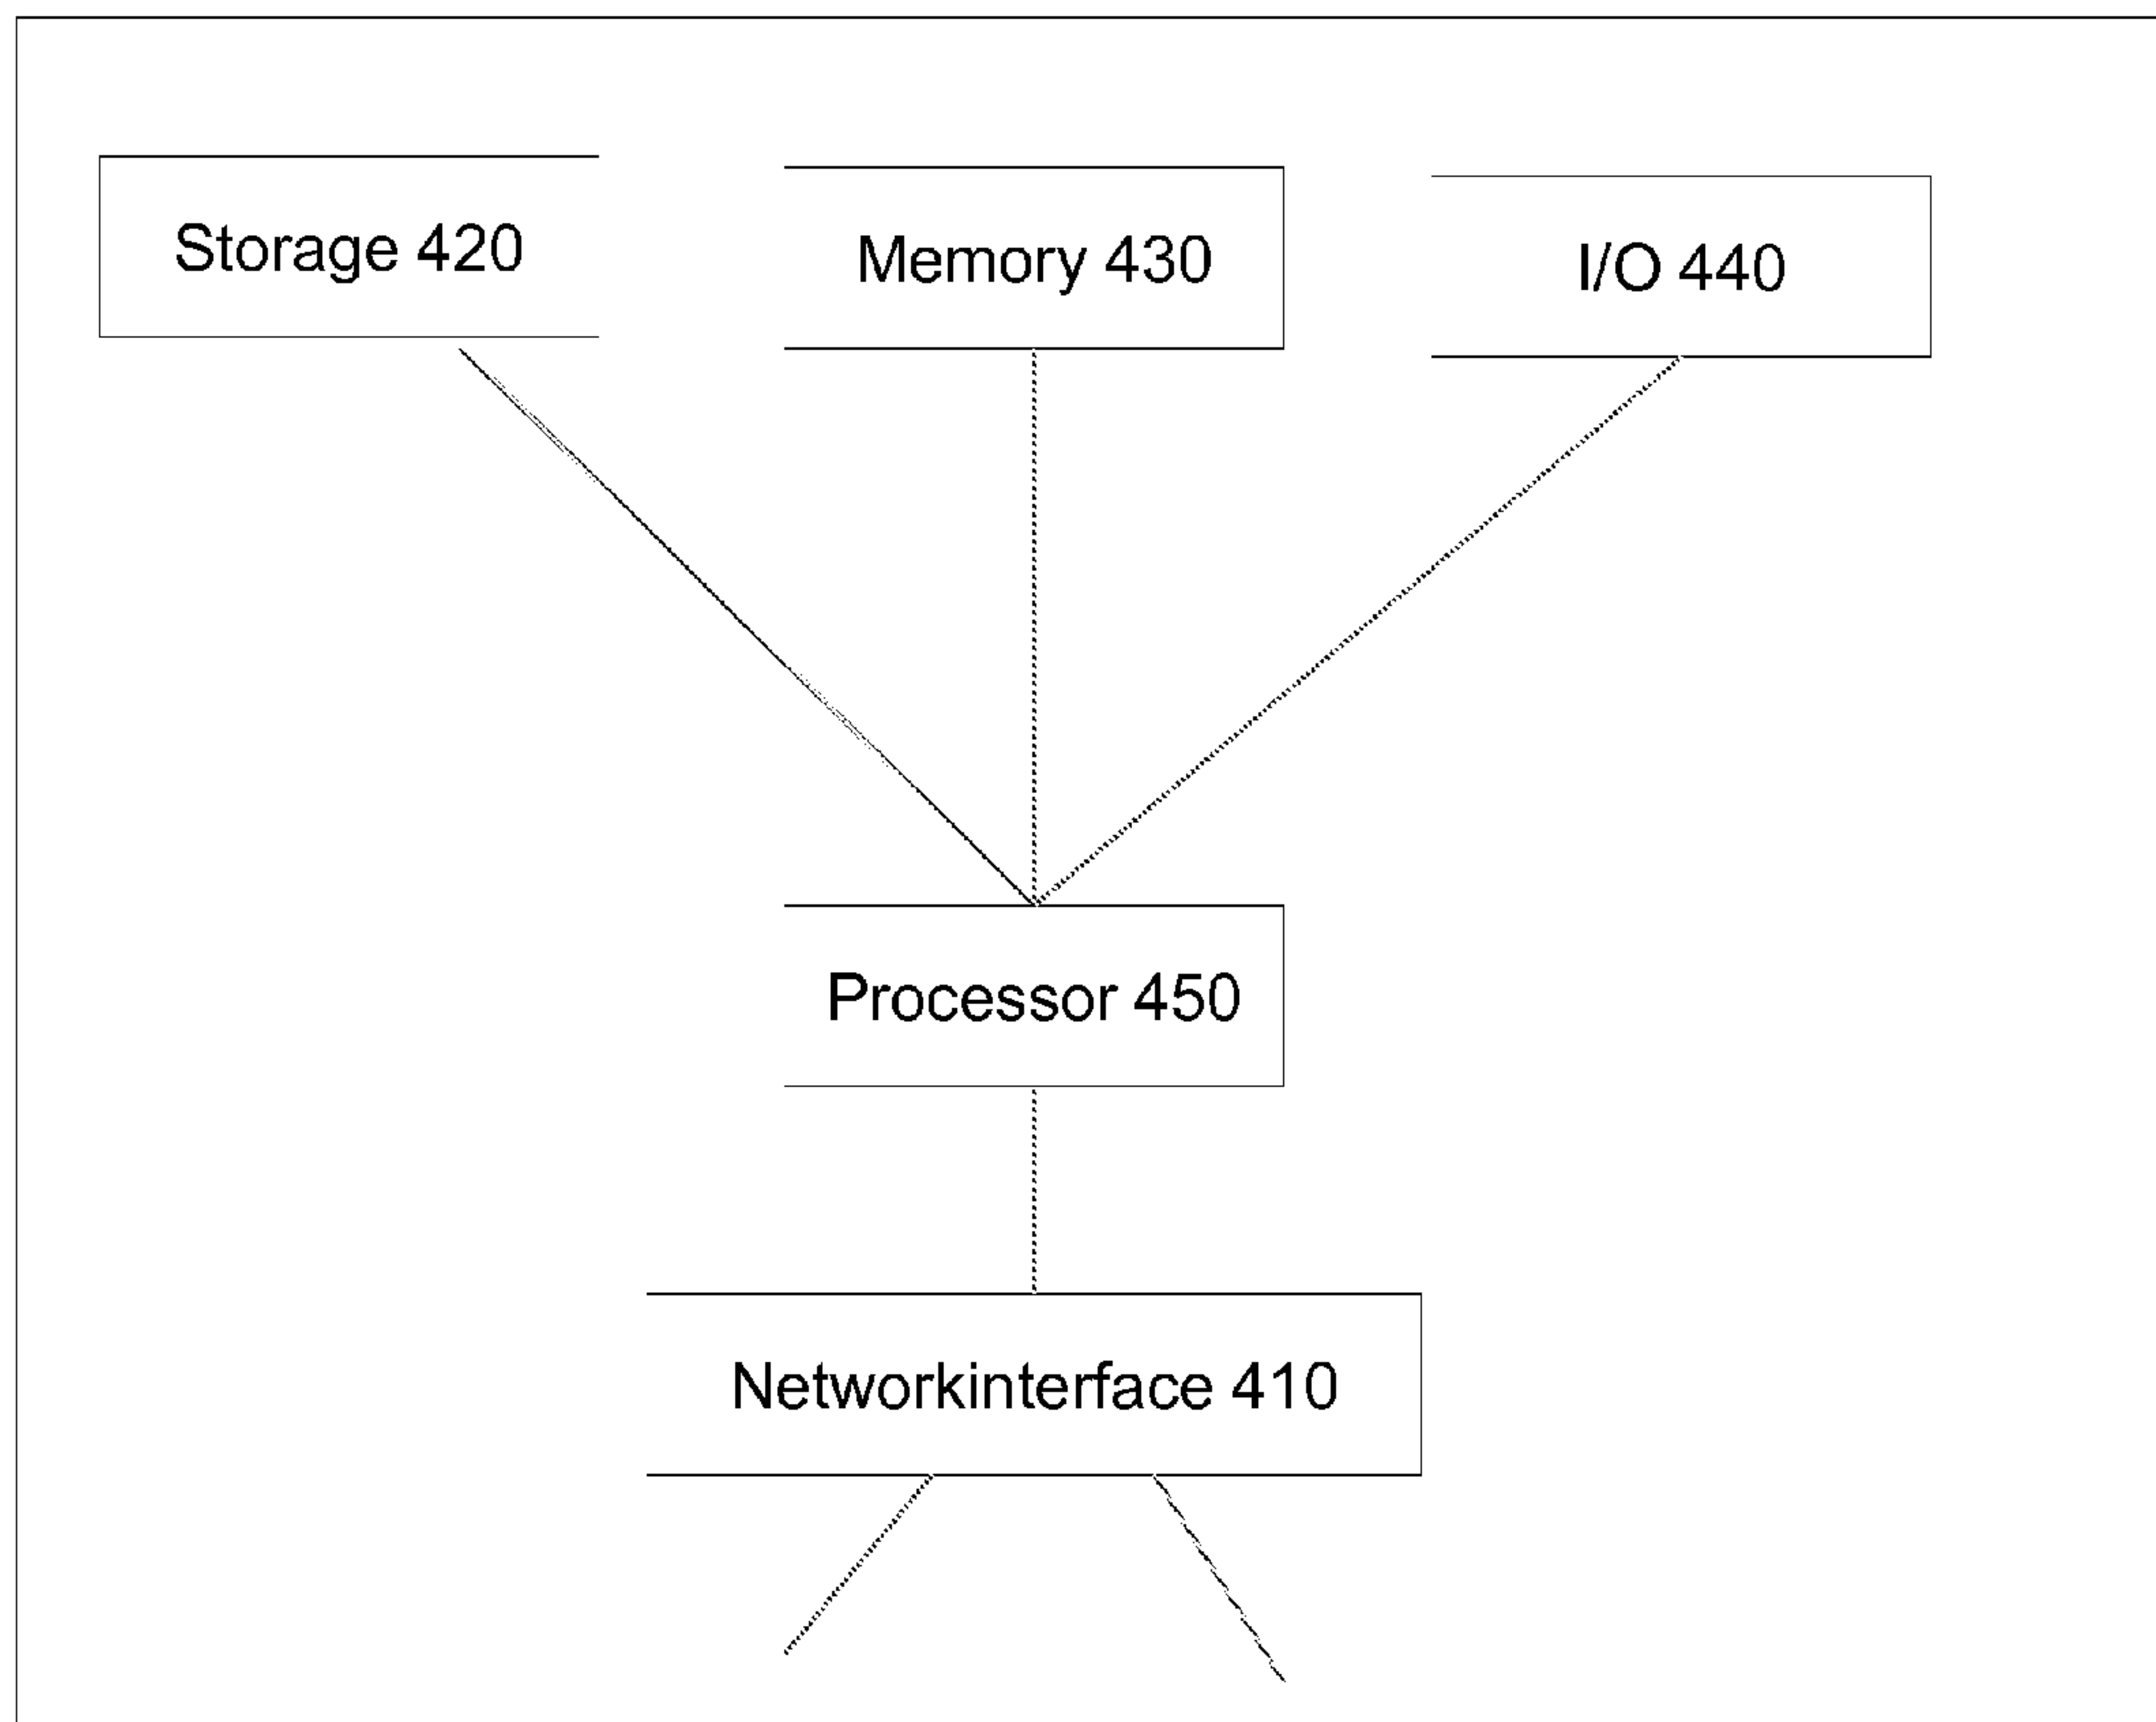 Storage 420
Memory 430
I/O 440
Processor 450
Networkinterface 410